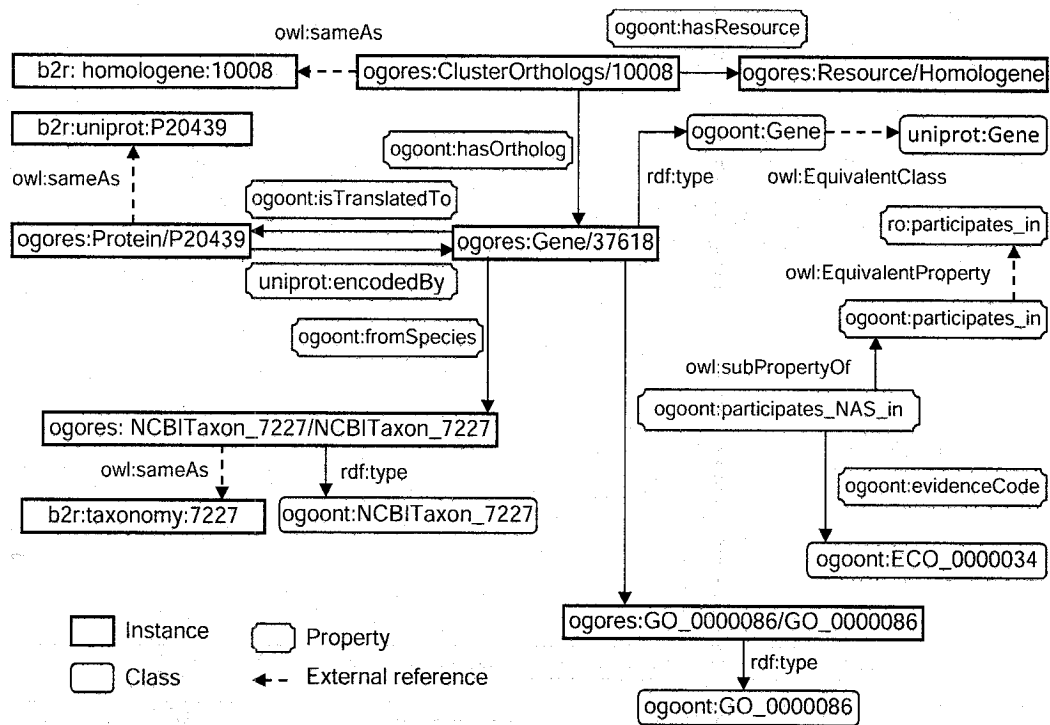 owl:sameAs
ogoont:hasResource
b2r: homologene:10008
ogores:ClusterOrthologs/10008
ogores:Resource/Homologene
b2r:uniprot:P20439
ogoont:hasOrtholog
ogoont:Gene
uniprot:Gene
owl:sameAs
rdf:type
owl:EquivalentClass
ogoont:isTranslatedTo
ogores:Protein/P20439
ogores:Gene/37618
ro:participates_in
uniprot:encodedBy
owl:EquivalentProperty
ogoont:fromSpecies
ogoont:participates_in
owl:subPropertyOf
ogoont:participates_NAS_in
ogores: NCBITaxon_7227/NCBITaxon_7227
owl:sameAs
rdf:type
ogoont:evidenceCode
b2r:taxonomy:7227
ogoont:NCBITaxon_7227
ogoont:ECO_0000034
ogores:GO_0000086/GO_0000086
Instance
Property
rdf:type
Class
External reference
ogoont:GO_0000086